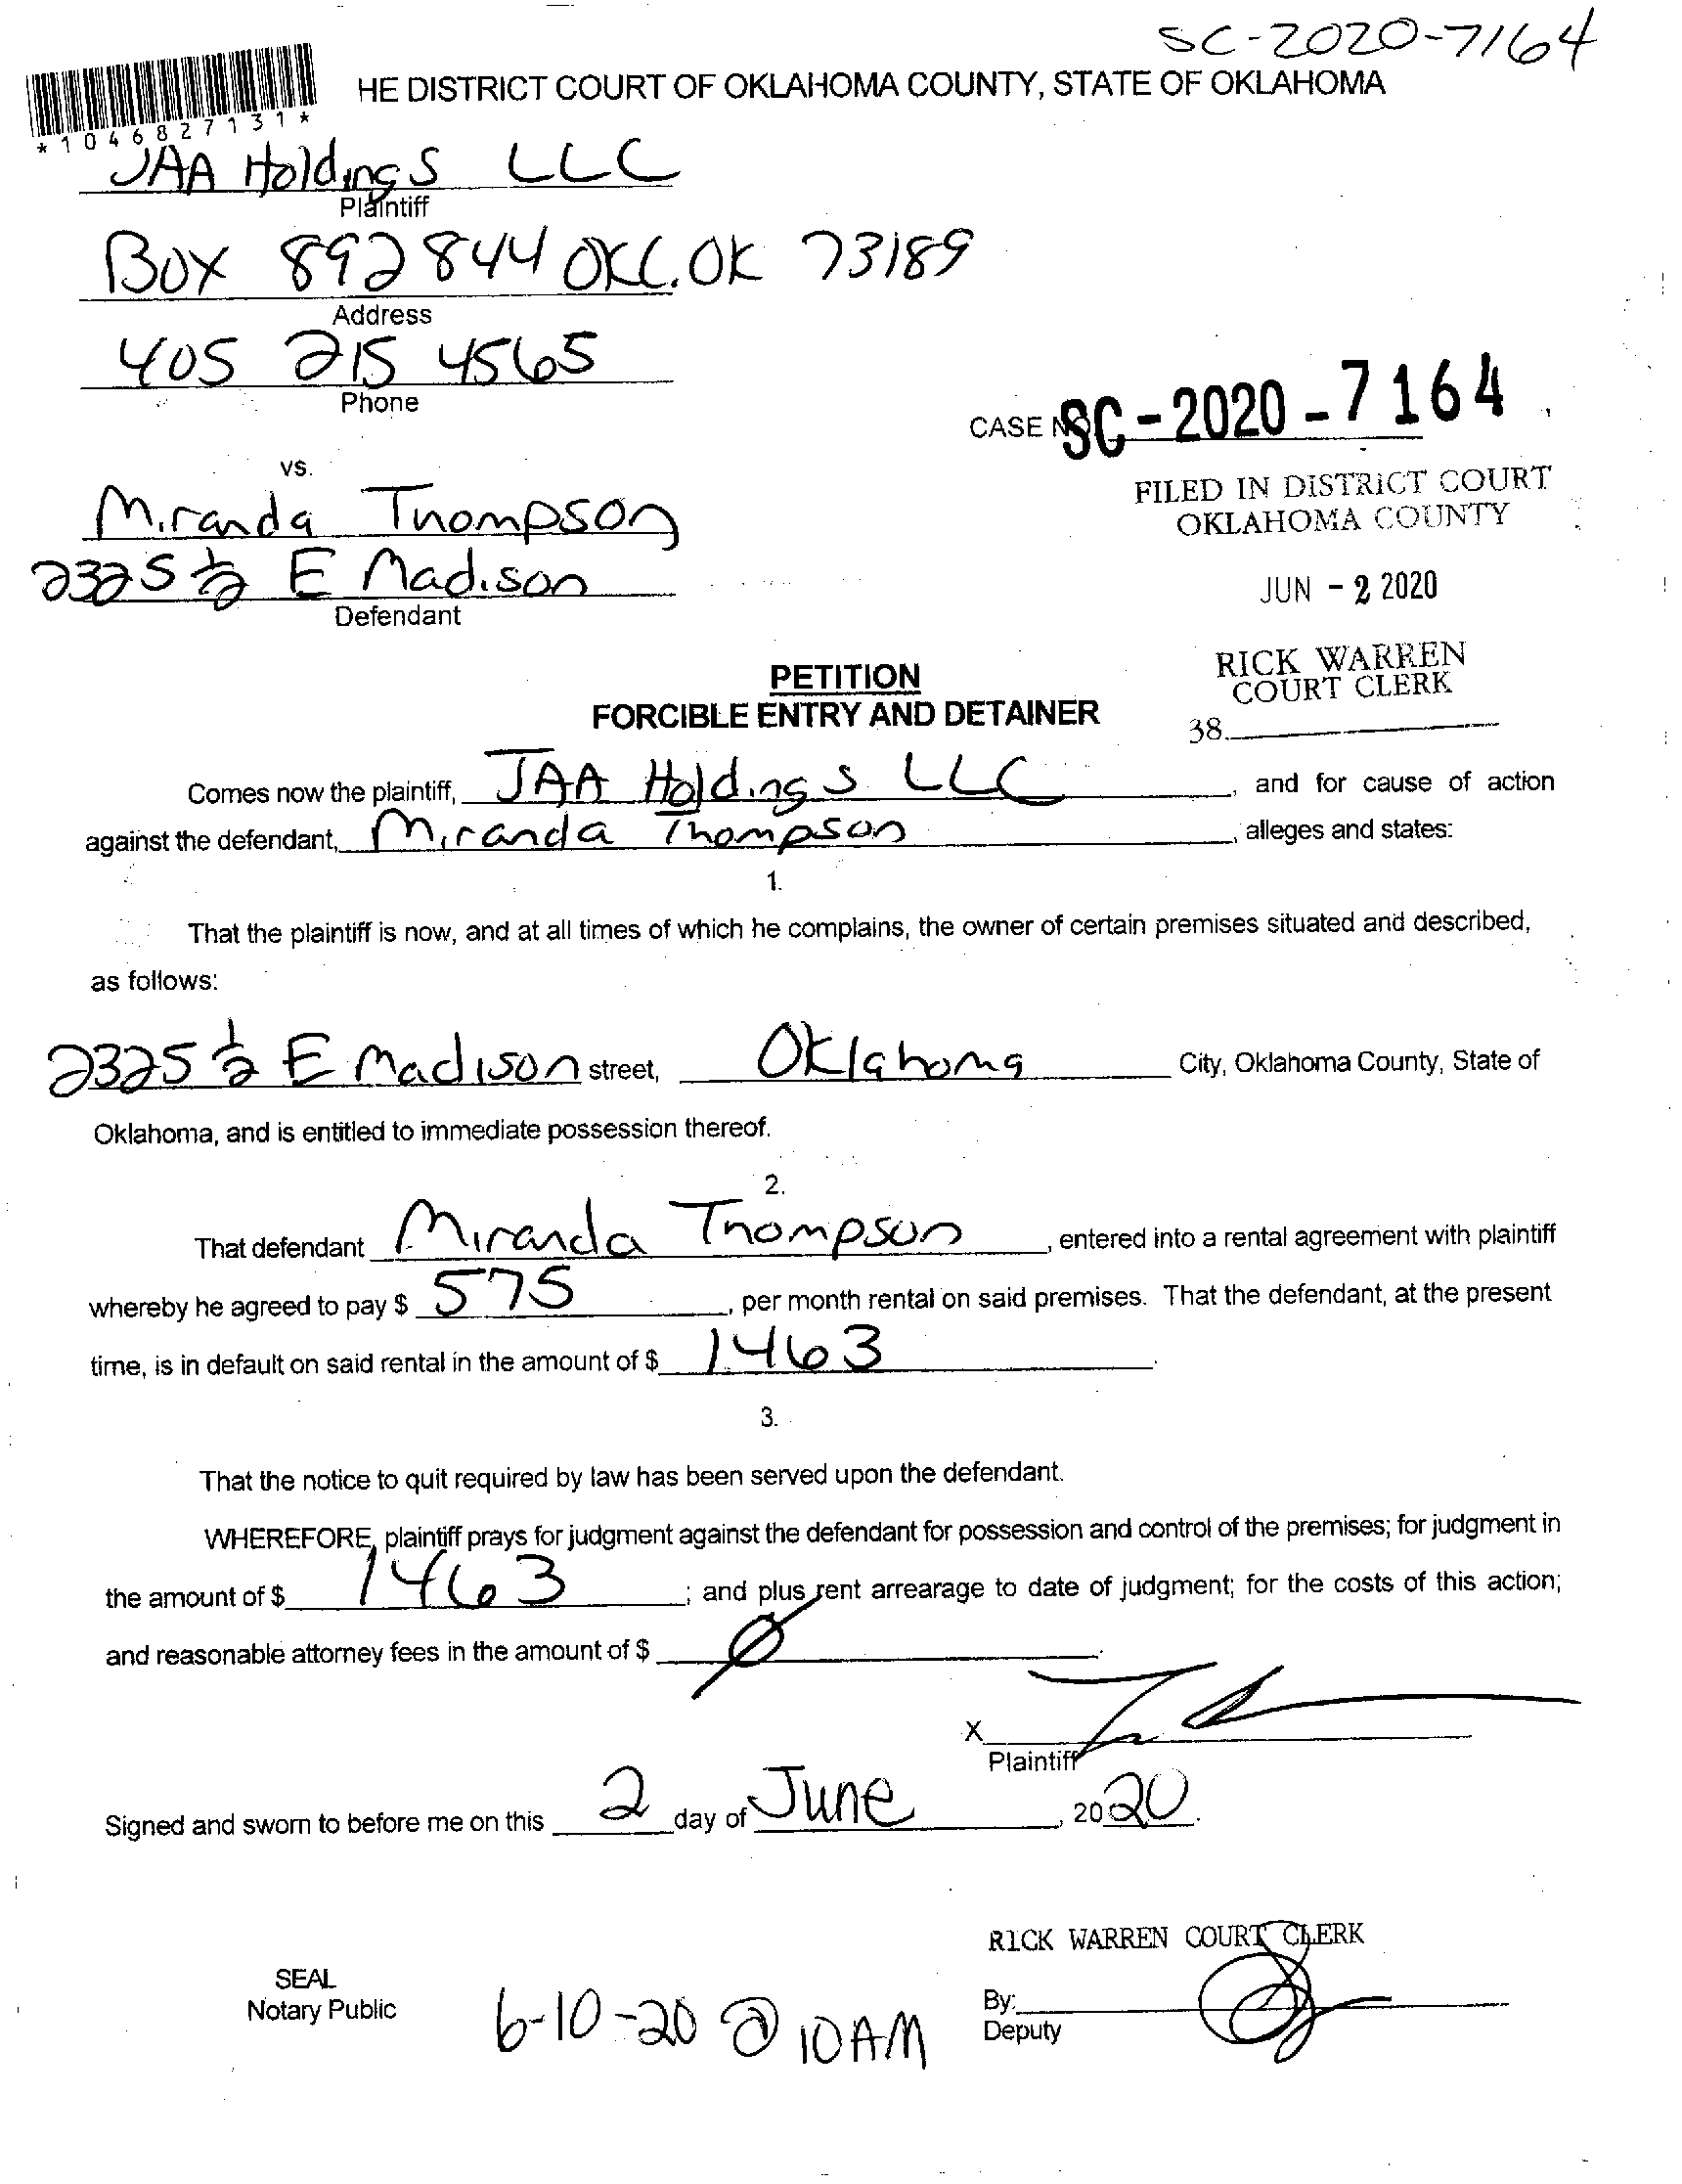 SC-2020-7164
HE DISTRICT COURT OF OKLAHOMA COUNTY, STATE OF OKLAHOMA
*1046827131*
JAA Holdings LLC
Plaintiff
Box 892844 OKC. OK 73189
Address
405 215 4565
Phone
CASE NO SC-2020-7164
vs.
FILED IN DISTRICT COURT
OKLAHOMA COUNTY
Miranda Thompson
2325 ½ E Madison
Defendant
JUN - 2 2020
RICK WARREN
COURT CLERK
38
PETITION
FORCIBLE ENTRY AND DETAINER
Comes now the plaintiff, JAA Holdings LLC, and for cause of action
against the defendant, Miranda Thompson, alleges and states:
1.
That the plaintiff is now, and at all times of which he complains, the owner of certain premises situated and described,
as follows:
2325 ½ E Madison street, Oklahoma City, Oklahoma County, State of
Oklahoma, and is entitled to immediate possession thereof.
2.
That defendant Miranda Thompson, entered into a rental agreement with plaintiff
whereby he agreed to pay $ 575, per month rental on said premises. That the defendant, at the present
time, is in default on said rental in the amount of $ 1463.
3.
That the notice to quit required by law has been served upon the defendant.
WHEREFORE, plaintiff prays for judgment against the defendant for possession and control of the premises; for judgment in
the amount of $ 1463; and plus rent arrearage to date of judgment; for the costs of this action;
and reasonable attorney fees in the amount of $ Ø.
X
Plaintiff
Signed and sworn to before me on this 2 day of June, 2020.
RICK WARREN COURT CLERK
SEAL
Notary Public
6-10-20 @ 10 AM
By:
Deputy